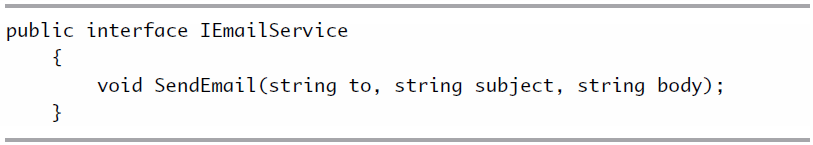 public interface IEmailService
{
void SendEmail(string to, string subject, string body);
}